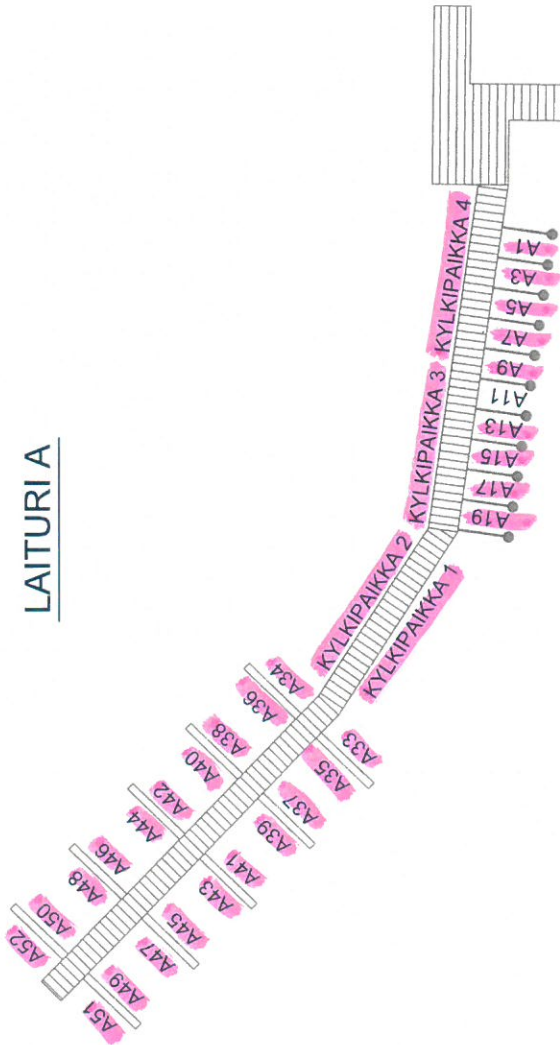 LAITURI A
KYLKIPAIKKA 4
KYLKIPAIKKA 3
KYLKIPAIKKA 2
KYLKIPAIKKA 1
A1
A3
A5
A7
A9
A11
A13
A15
A17
A19
A34
A36
A38
A40
A42
A44
A46
A48
A50
A52
A33
A35
A37
A39
A41
A43
A45
A47
A49
A51